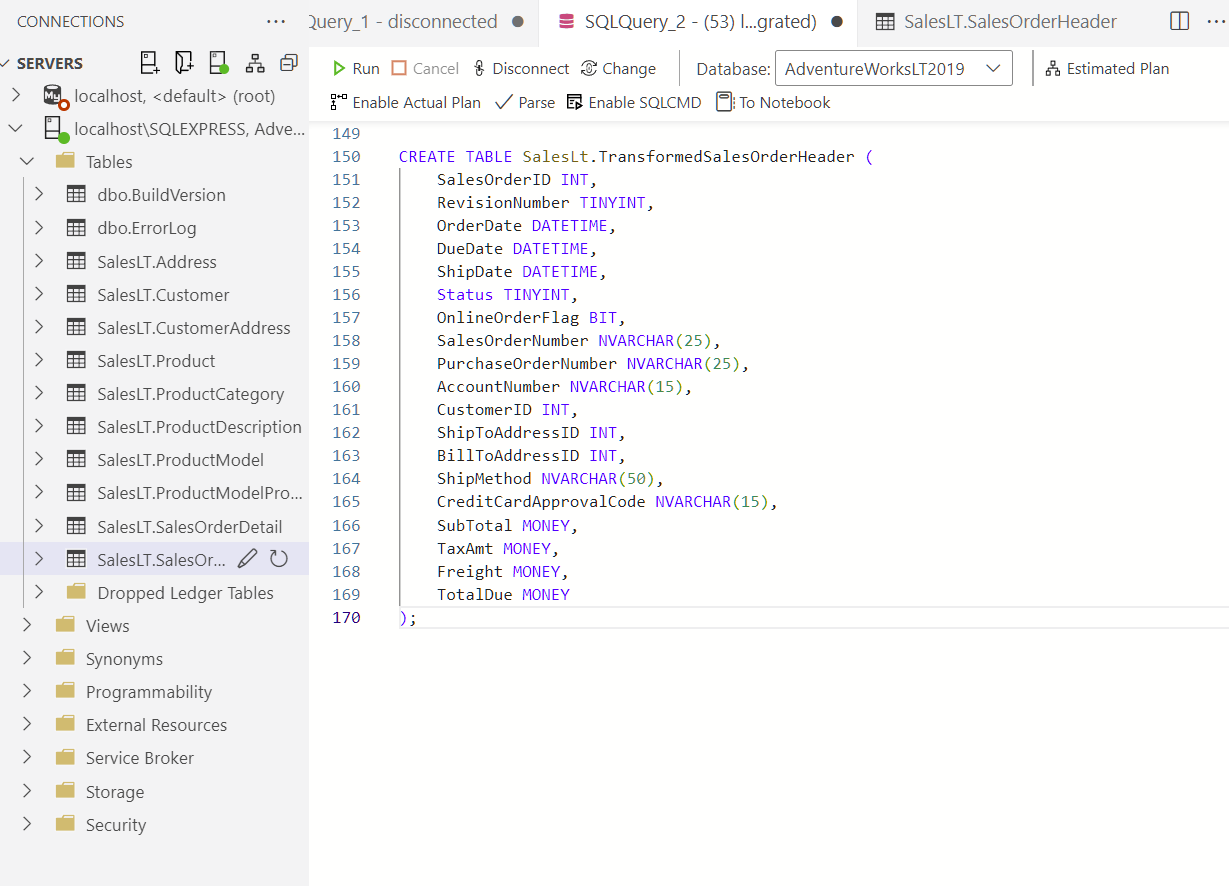 CONNECTIONS ...
Query_1 - disconnected
SQLQuery_2 - (53) l...grated)
SalesLT.SalesOrderHeader
...
SERVERS
Run Cancel Disconnect Change Database: AdventureWorksLT2019 Estimated Plan
Enable Actual Plan Parse Enable SQLCMD To Notebook
My localhost, <default> (root)
localhost\SQLEXPRESS, Adve...
Tables
dbo.BuildVersion
dbo.ErrorLog
SalesLT.Address
SalesLT.Customer
SalesLT.CustomerAddress
SalesLT.Product
SalesLT.ProductCategory
SalesLT.ProductDescription
SalesLT.ProductModel
SalesLT.ProductModelPro...
SalesLT.SalesOrderDetail
SalesLT.SalesOr...
Dropped Ledger Tables
Views
Synonyms
Programmability
External Resources
Service Broker
Storage
Security
149
150 CREATE TABLE SalesLt.TransformedSalesOrderHeader (
151 SalesOrderID INT,
152 RevisionNumber TINYINT,
153 OrderDate DATETIME,
154 DueDate DATETIME,
155 ShipDate DATETIME,
156 Status TINYINT,
157 OnlineOrderFlag BIT,
158 SalesOrderNumber NVARCHAR(25),
159 PurchaseOrderNumber NVARCHAR(25),
160 AccountNumber NVARCHAR(15),
161 CustomerID INT,
162 ShipToAddressID INT,
163 BillToAddressID INT,
164 ShipMethod NVARCHAR(50),
165 CreditCardApprovalCode NVARCHAR(15),
166 SubTotal MONEY,
167 TaxAmt MONEY,
168 Freight MONEY,
169 TotalDue MONEY
170 );